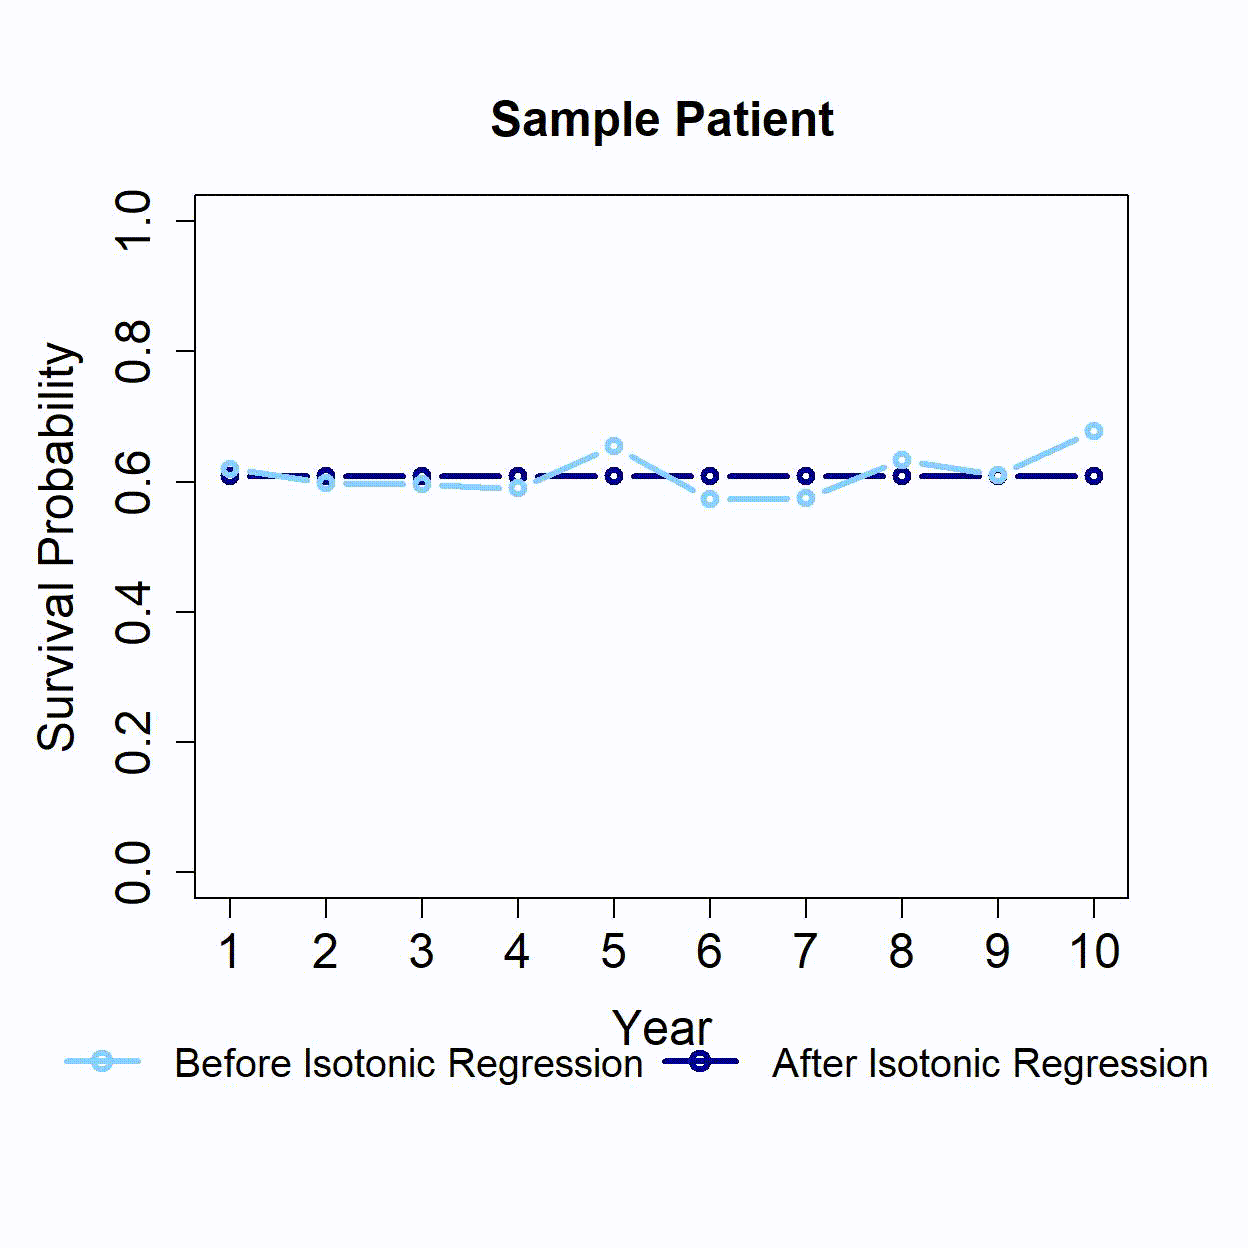 Sample Patient
Survival Probability
1.0
0.8
0.6
0.4
0.2
0.0
1 2 3 4 5 6 7 8 9 10
Year
Before Isotonic Regression After Isotonic Regression